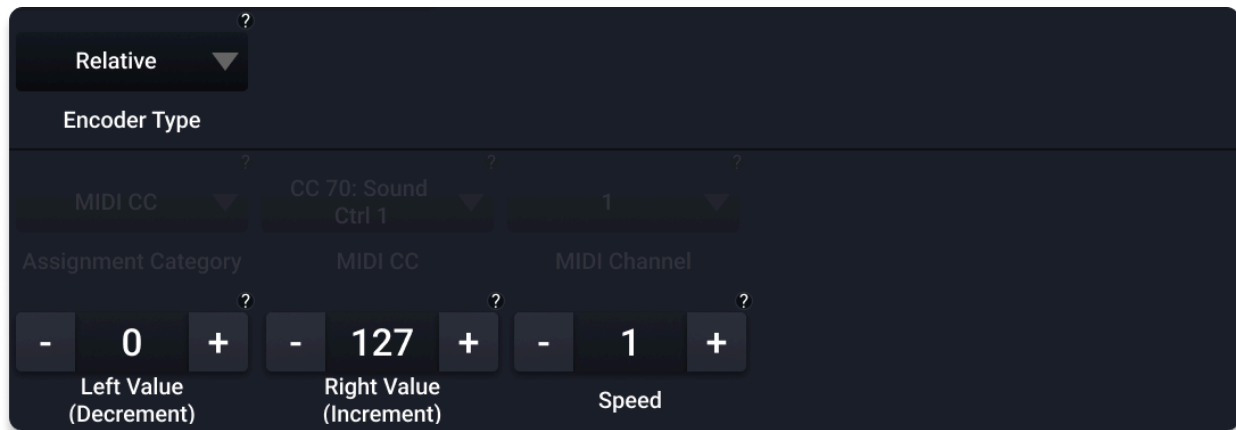 ?
Relative
Encoder Type
? ? ?
MIDI CC
CC 70: Sound
Ctrl 1
1
Assignment Category
MIDI CC
MIDI Channel
? ? ?
- 0 +
- 127 +
- 1 +
Left Value
(Decrement)
Right Value
(Increment)
Speed